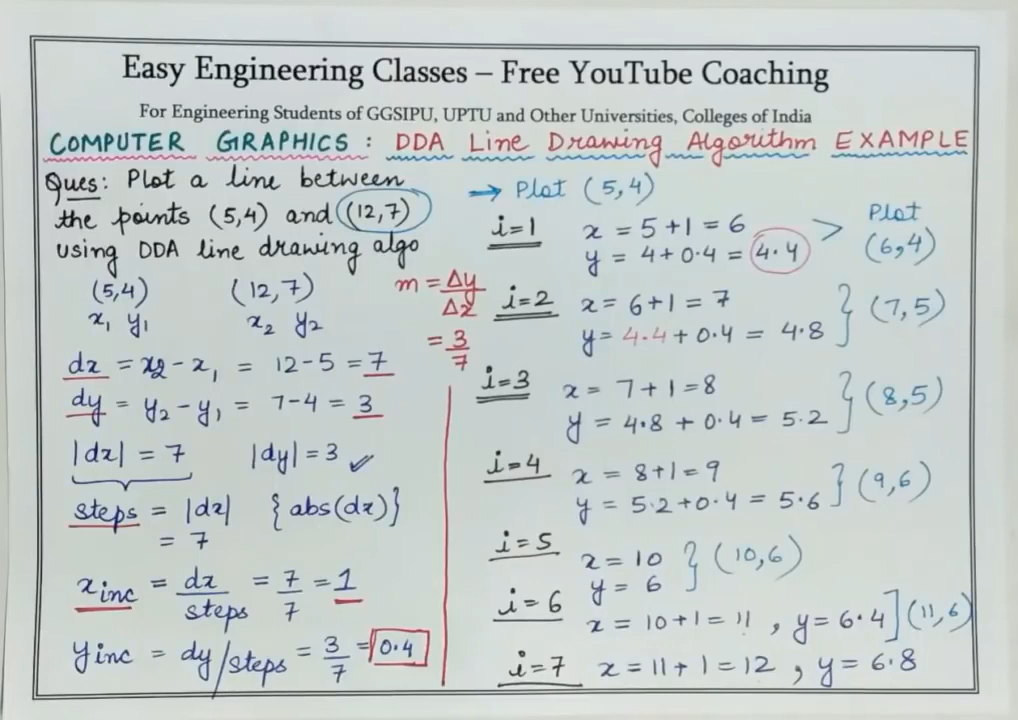 Easy Engineering Classes – Free YouTube Coaching
For Engineering Students of GGSIPU, UPTU and Other Universities, Colleges of India
COMPUTER GRAPHICS : DDA Line Drawing Algorithm EXAMPLE
Ques: Plot a line between
the points (5,4) and (12,7)
using DDA line drawing algo
(5,4) (12,7)
x₁ y₁ x₂ y₂
m = Δy/Δx
= 3/7
dx = x₂ - x₁ = 12-5 = 7
dy = y₂ - y₁ = 7-4 = 3
|dx| = 7 |dy| = 3 ✓
steps = |dx| {abs(dx)}
= 7
xinc = dx/steps = 7/7 = 1
yinc = dy/steps = 3/7 = 0.4
→ Plot (5,4)
i=1 x = 5+1 = 6
y = 4+0.4 = 4.4 > Plot (6,4)
i=2 x = 6+1 = 7
y = 4.4+0.4 = 4.8 } (7,5)
i=3 x = 7+1 = 8
y = 4.8 + 0.4 = 5.2 } (8,5)
i=4 x = 8+1 = 9
y = 5.2+0.4 = 5.6 } (9,6)
i=5 x = 10
y = 6 } (10,6)
i=6 x = 10+1 = 11 , y = 6.4 ] (11,6)
i=7 x = 11+1 = 12 , y = 6.8